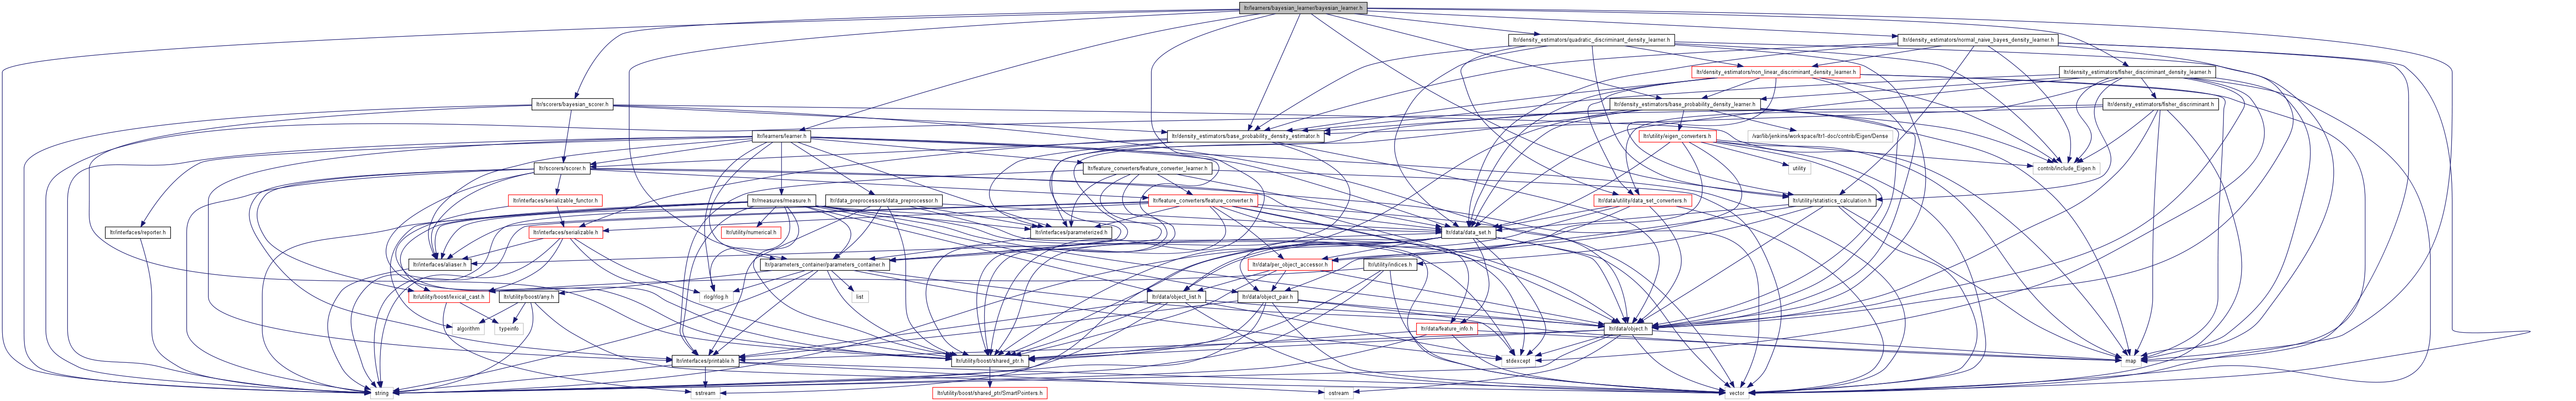 ltr/learners/bayesian_learner/bayesian_learner.h
ltr/density_estimators/quadratic_discriminant_density_learner.h
ltr/density_estimators/normal_naive_bayes_density_learner.h
ltr/density_estimators/non_linear_discriminant_density_learner.h
ltr/density_estimators/fisher_discriminant_density_learner.h
ltr/scorers/bayesian_scorer.h
ltr/density_estimators/base_probability_density_learner.h
ltr/density_estimators/fisher_discriminant.h
ltr/learners/learner.h
ltr/density_estimators/base_probability_density_estimator.h
ltr/utility/eigen_converters.h
/var/lib/jenkins/workspace/ltr1-doc/contrib/Eigen/Dense
ltr/scorers/scorer.h
ltr/feature_converters/feature_converter_learner.h
utility
contrib/include_Eigen.h
ltr/interfaces/serializable_functor.h
ltr/measures/measure.h
ltr/data_preprocessors/data_preprocessor.h
ltr/feature_converters/feature_converter.h
ltr/data/utility/data_set_converters.h
ltr/utility/statistics_calculation.h
ltr/interfaces/reporter.h
ltr/interfaces/serializable.h
ltr/utility/numerical.h
ltr/interfaces/parameterized.h
ltr/data/data_set.h
ltr/interfaces/aliaser.h
ltr/parameters_container/parameters_container.h
ltr/data/per_object_accessor.h
ltr/utility/indices.h
ltr/utility/boost/lexical_cast.h
ltr/utility/boost/any.h
rlog/rlog.h
list
ltr/data/object_list.h
ltr/data/object_pair.h
algorithm
typeinfo
ltr/data/feature_info.h
ltr/data/object.h
ltr/interfaces/printable.h
ltr/utility/boost/shared_ptr.h
stdexcept
map
string
sstream
ltr/utility/boost/shared_ptr/SmartPointers.h
sstream
vector